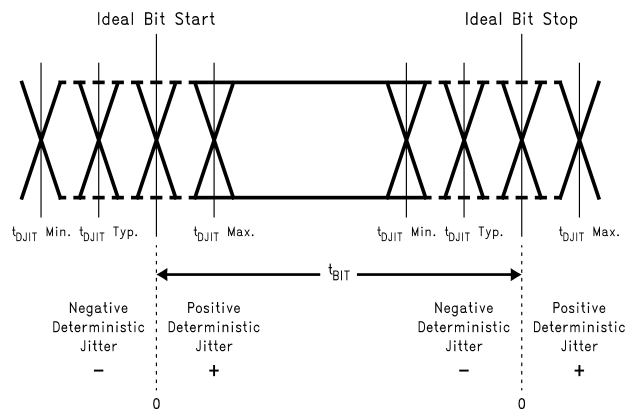 Ideal Bit Start
Ideal Bit Stop
tDJIT Min.
tDJIT Typ.
tDJIT Max.
tDJIT Min.
tDJIT Typ.
tDJIT Max.
tBIT
Negative
Deterministic
Jitter
−
Positive
Deterministic
Jitter
+
Negative
Deterministic
Jitter
−
Positive
Deterministic
Jitter
+
0
0